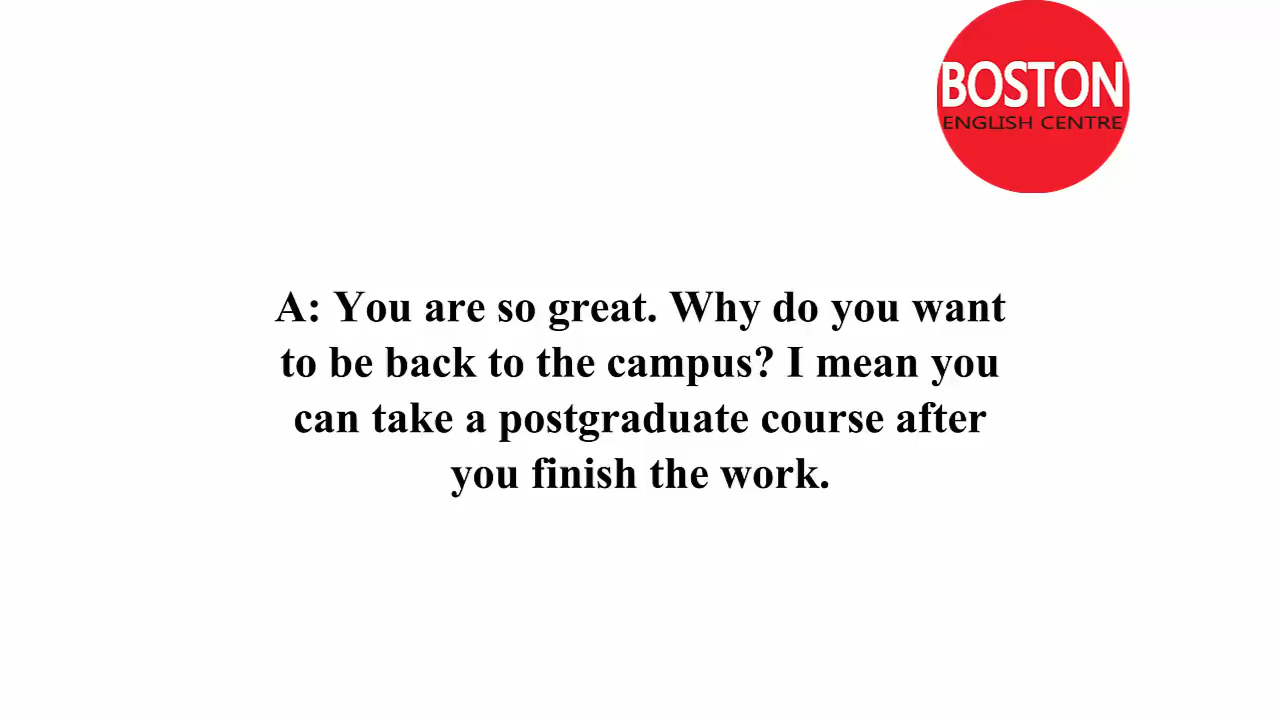 BOSTON
ENGLISH CENTRE
A: You are so great. Why do you want
to be back to the campus? I mean you
can take a postgraduate course after
you finish the work.